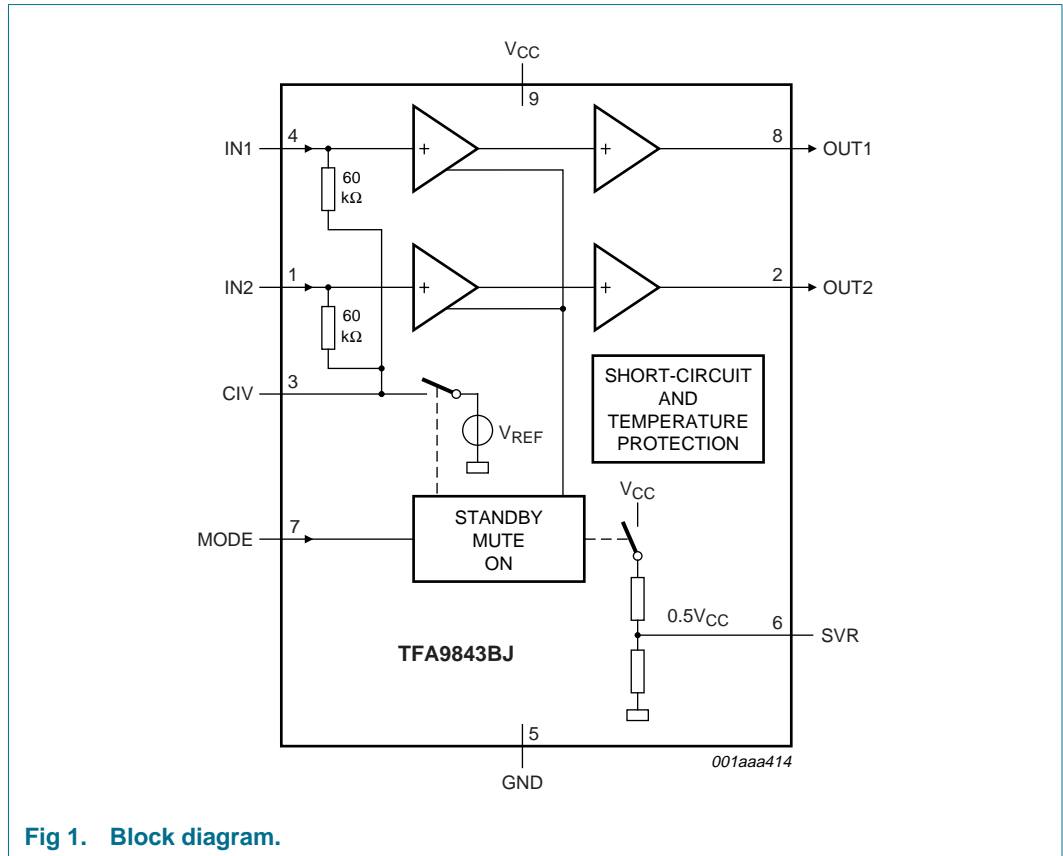 VCC
9
IN1
4
8
OUT1
+
+
60
kΩ
IN2
1
2
OUT2
+
+
60
kΩ
CIV
3
VREF
SHORT-CIRCUIT
AND
TEMPERATURE
PROTECTION
VCC
MODE
7
STANDBY
MUTE
ON
0.5VCC
6
SVR
TFA9843BJ
5
GND
001aaa414
Fig 1. Block diagram.